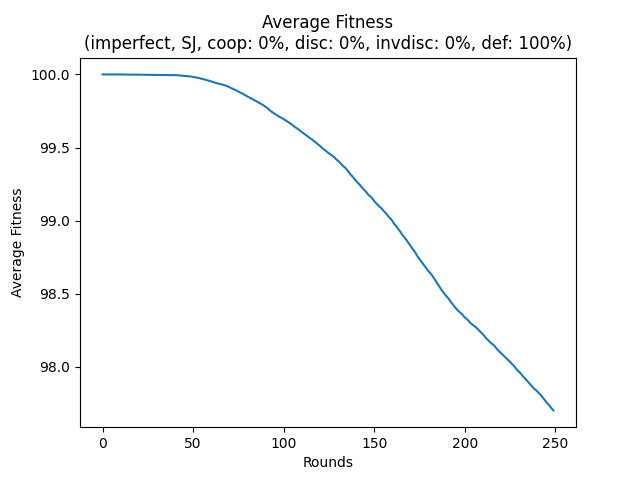 Average Fitness
(imperfect, SJ, coop: 0%, disc: 0%, invdisc: 0%, def: 100%)
100.0
99.5
99.0
98.5
98.0
Average Fitness
0 50 100 150 200 250
Rounds